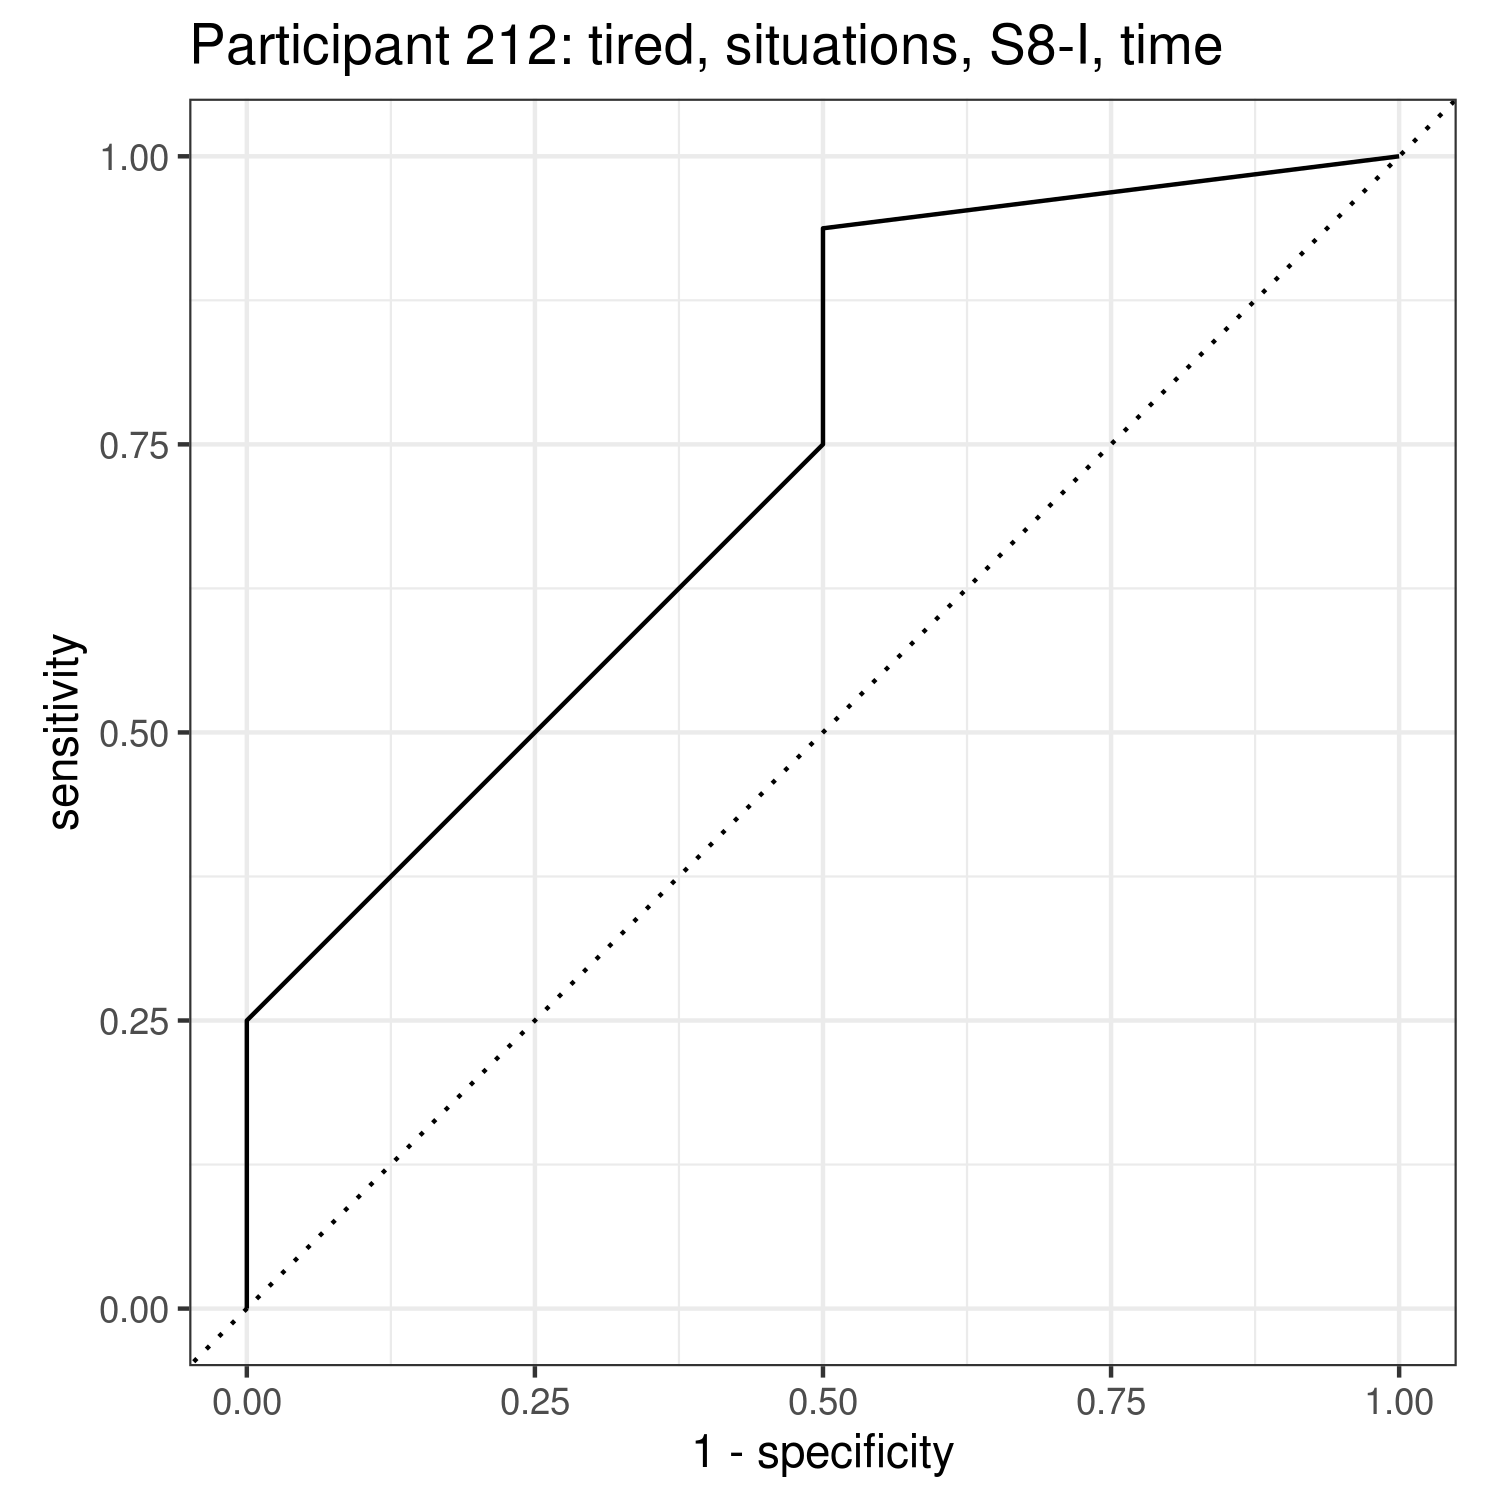 Participant 212: tired, situations, S8-I, time
1.00
0.75
0.50
0.25
0.00
sensitivity
0.00 0.25 0.50 0.75 1.00
1 - specificity